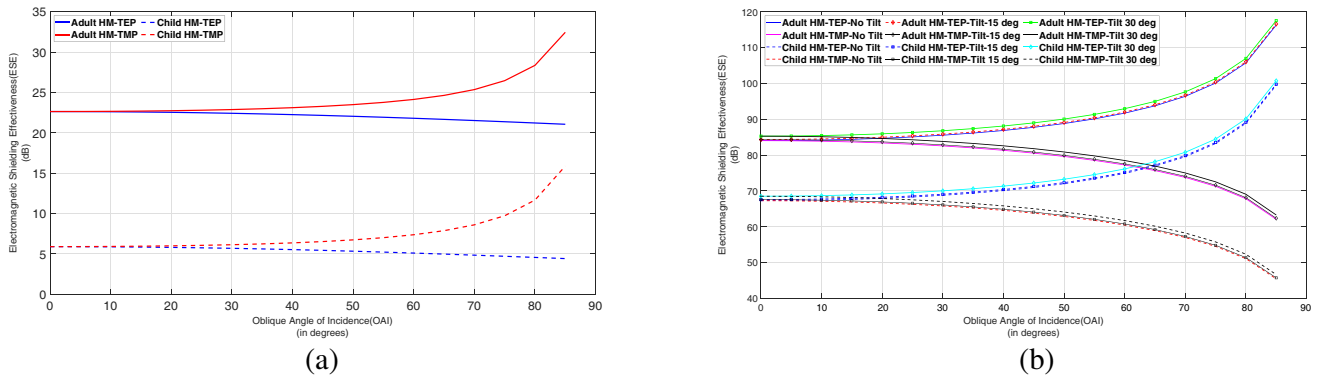 Adult HM-TEP Child HM-TEP
Adult HM-TMP Child HM-TMP
35
30
25
20
15
10
5
0
Electromagnetic Shielding Effectiveness(ESE)
(dB)
0 10 20 30 40 50 60 70 80 90
Oblique Angle of Incidence(OAI)
(in degrees)
(a)
Adult HM-TEP-No Tilt Adult HM-TEP-Tilt-15 deg Adult HM-TEP-Tilt 30 deg
Adult HM-TMP-No Tilt Adult HM-TMP-Tilt-15 deg Adult HM-TMP-Tilt 30 deg
Child HM-TEP-No Tilt Child HM-TEP-Tilt-15 deg Child HM-TEP-Tilt 30 deg
Child HM-TMP-No Tilt Child HM-TMP-Tilt 15 deg Child HM-TMP-Tilt 30 deg
120
110
100
90
80
70
60
50
40
Electromagnetic Shielding Effectiveness(ESE)
(dB)
0 10 20 30 40 50 60 70 80 90
Oblique Angle of Incidence(OAI)
(in degrees)
(b)